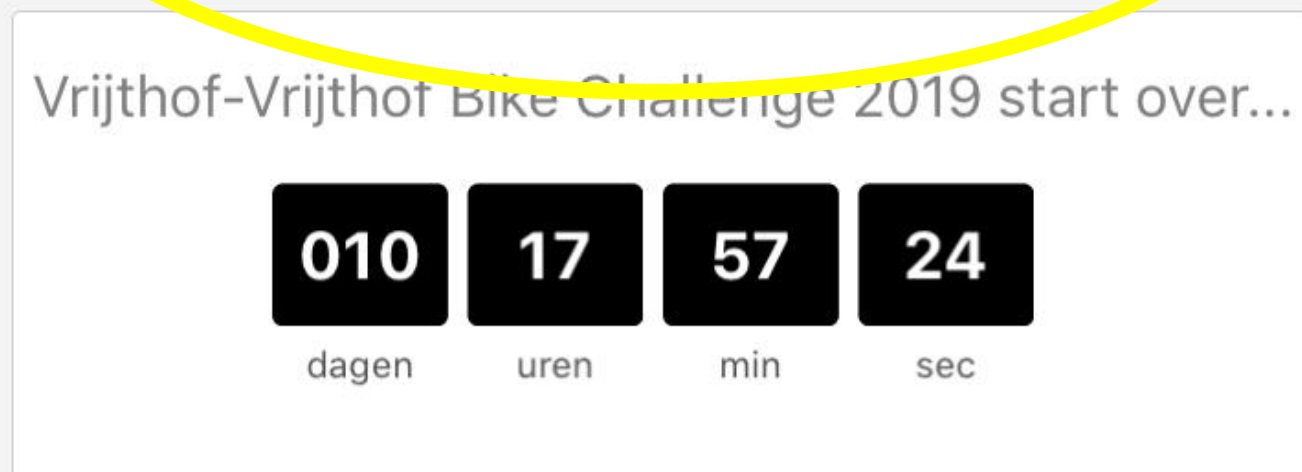 Vrijthof-Vrijthof Bike Challenge 2019 start over...
010 17 57 24
dagen uren min sec